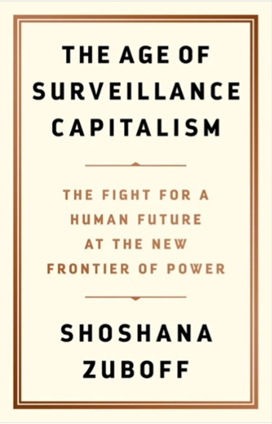 THE AGE OF
SURVEILLANCE
CAPITALISM
THE FIGHT FOR A
HUMAN FUTURE
AT THE NEW
FRONTIER OF POWER
SHOSHANA
ZUBOFF